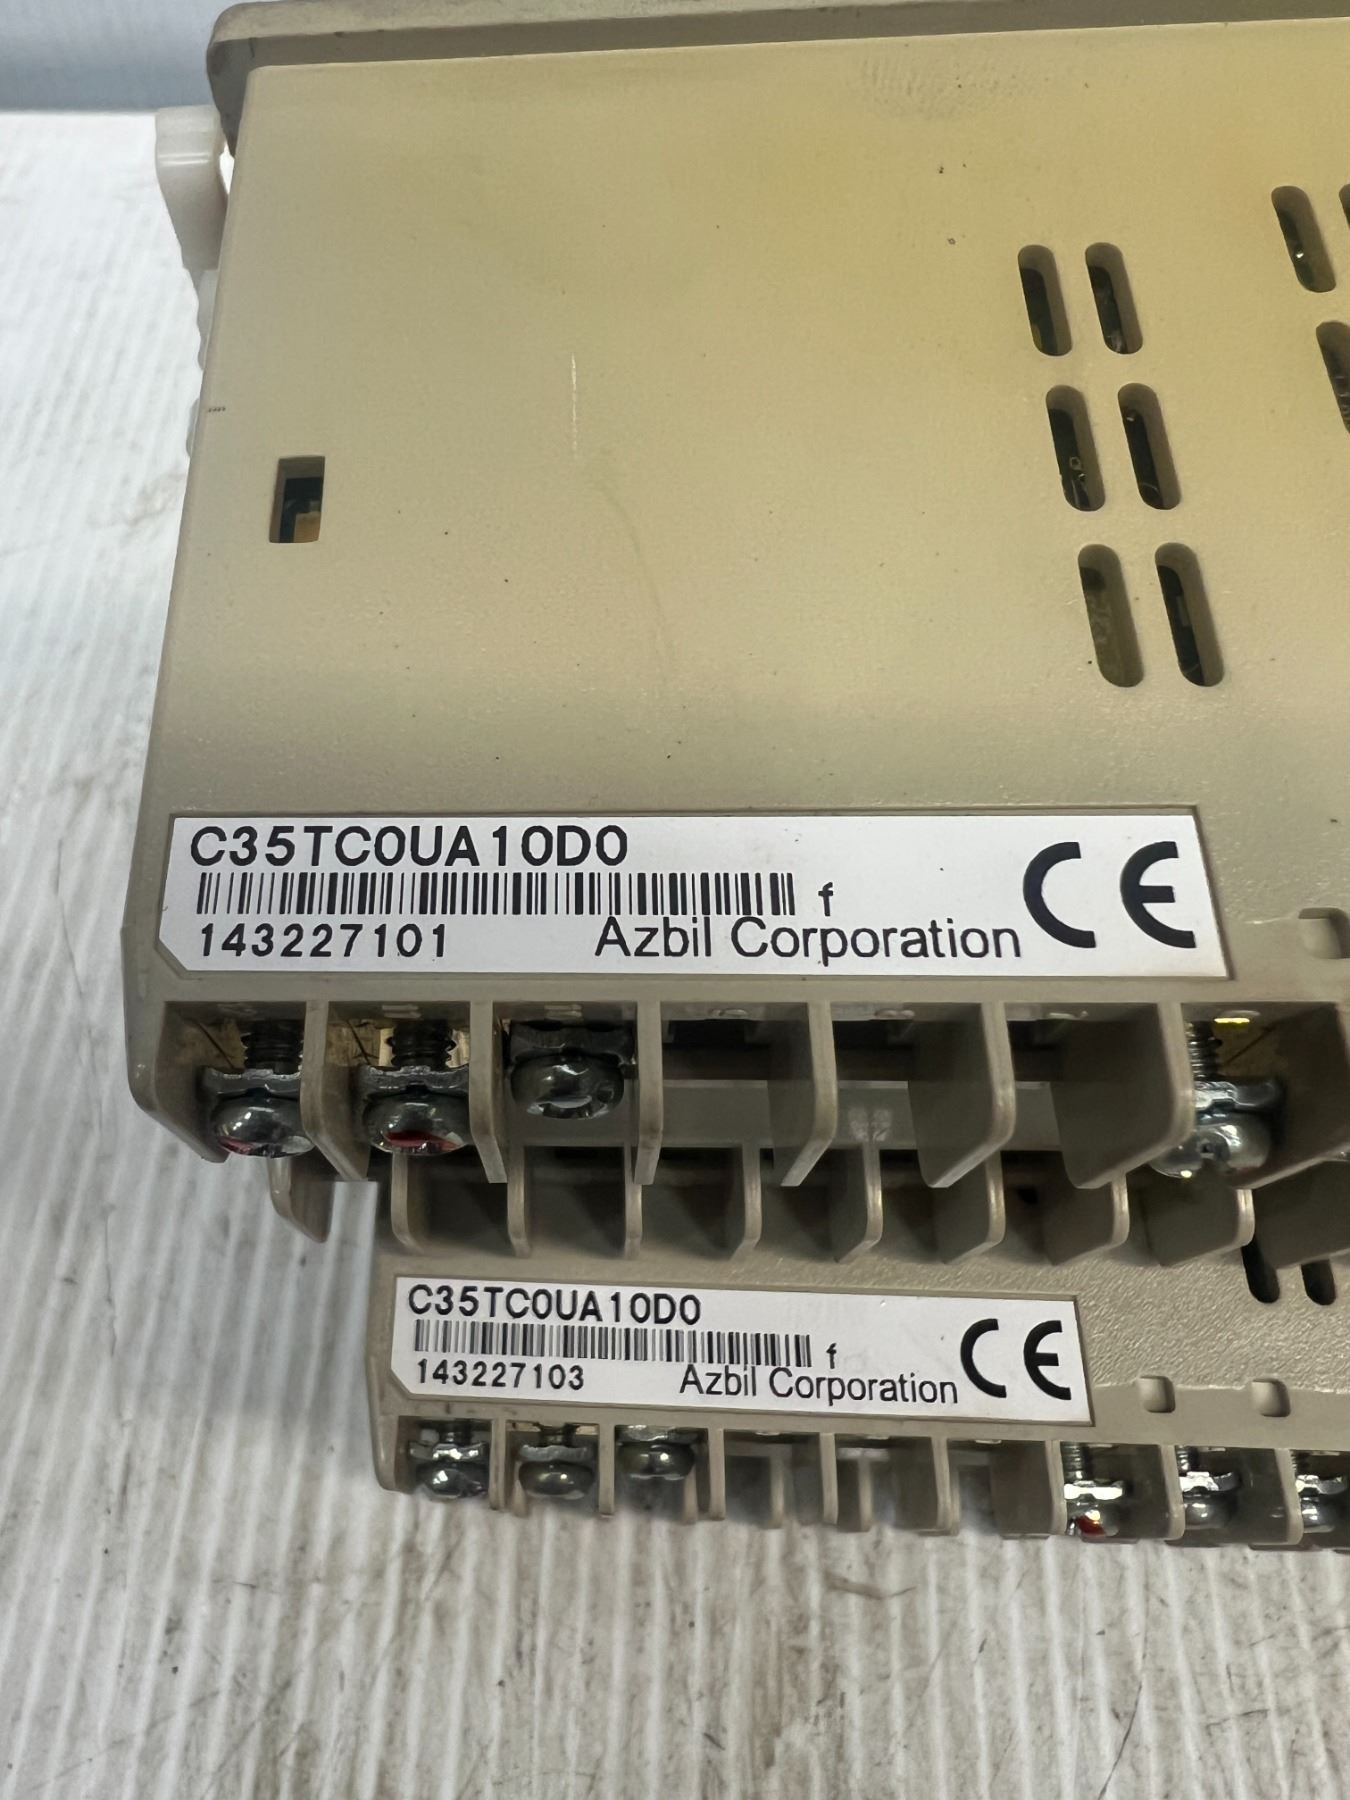 C35TC0UA10D0
f
143227101 Azbil Corporation CE
C35TC0UA10D0
f
143227103 Azbil Corporation CE